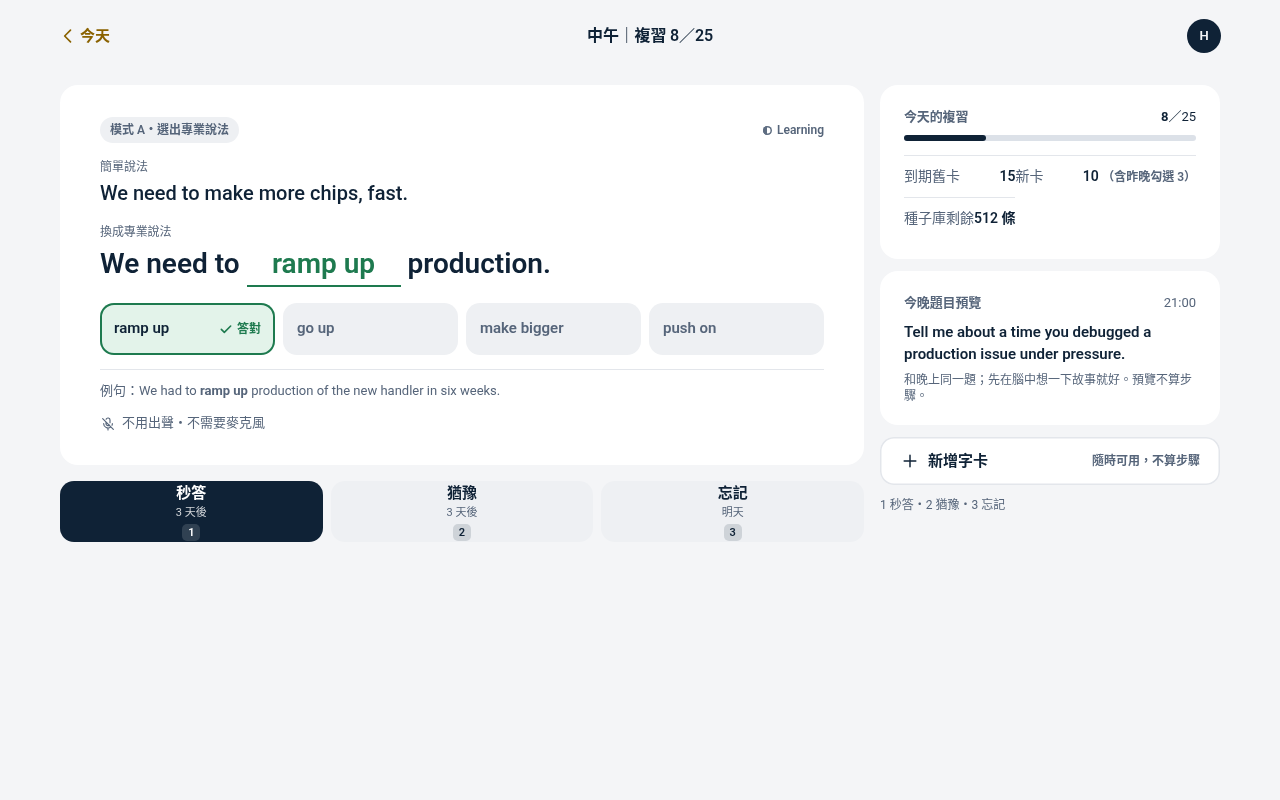 今天
中午｜複習 8／25
H
模式 A・選出專業說法
Learning
簡單說法
We need to make more chips, fast.
換成專業說法
We need to ramp up production.
ramp up 答對
go up
make bigger
push on
例句：We had to ramp up production of the new handler in six weeks.
不用出聲・不需要麥克風
秒答
3 天後
1
猶豫
3 天後
2
忘記
明天
3
今天的複習 8／25
到期舊卡 15新卡 10 （含昨晚勾選 3）
種子庫剩餘512 條
今晚題目預覽 21:00
Tell me about a time you debugged a
production issue under pressure.
和晚上同一題；先在腦中想一下故事就好。預覽不算步
驟。
新增字卡 隨時可用，不算步驟
1 秒答・2 猶豫・3 忘記